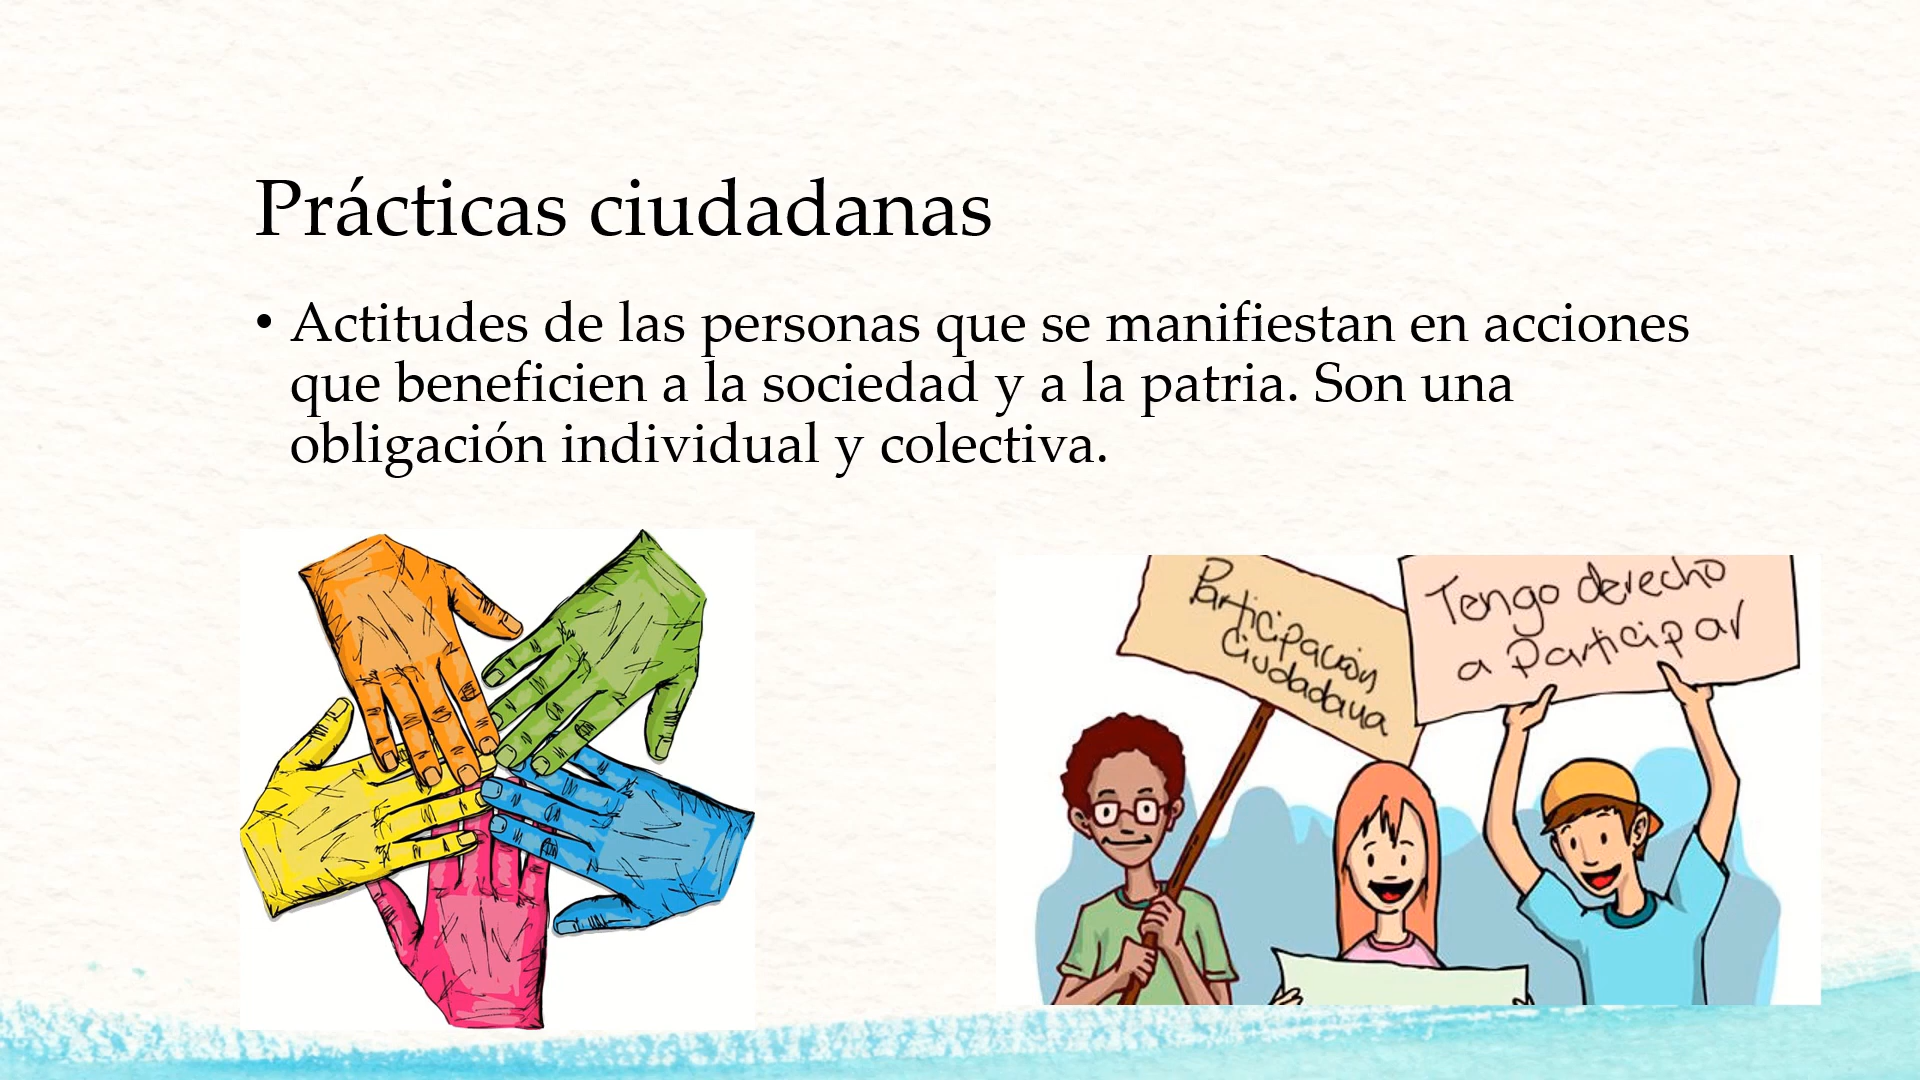 Prácticas ciudadanas
• Actitudes de las personas que se manifiestan en acciones
que beneficien a la sociedad y a la patria. Son una
obligación individual y colectiva.
Participación
Ciudadana
Tengo derecho
a Participar